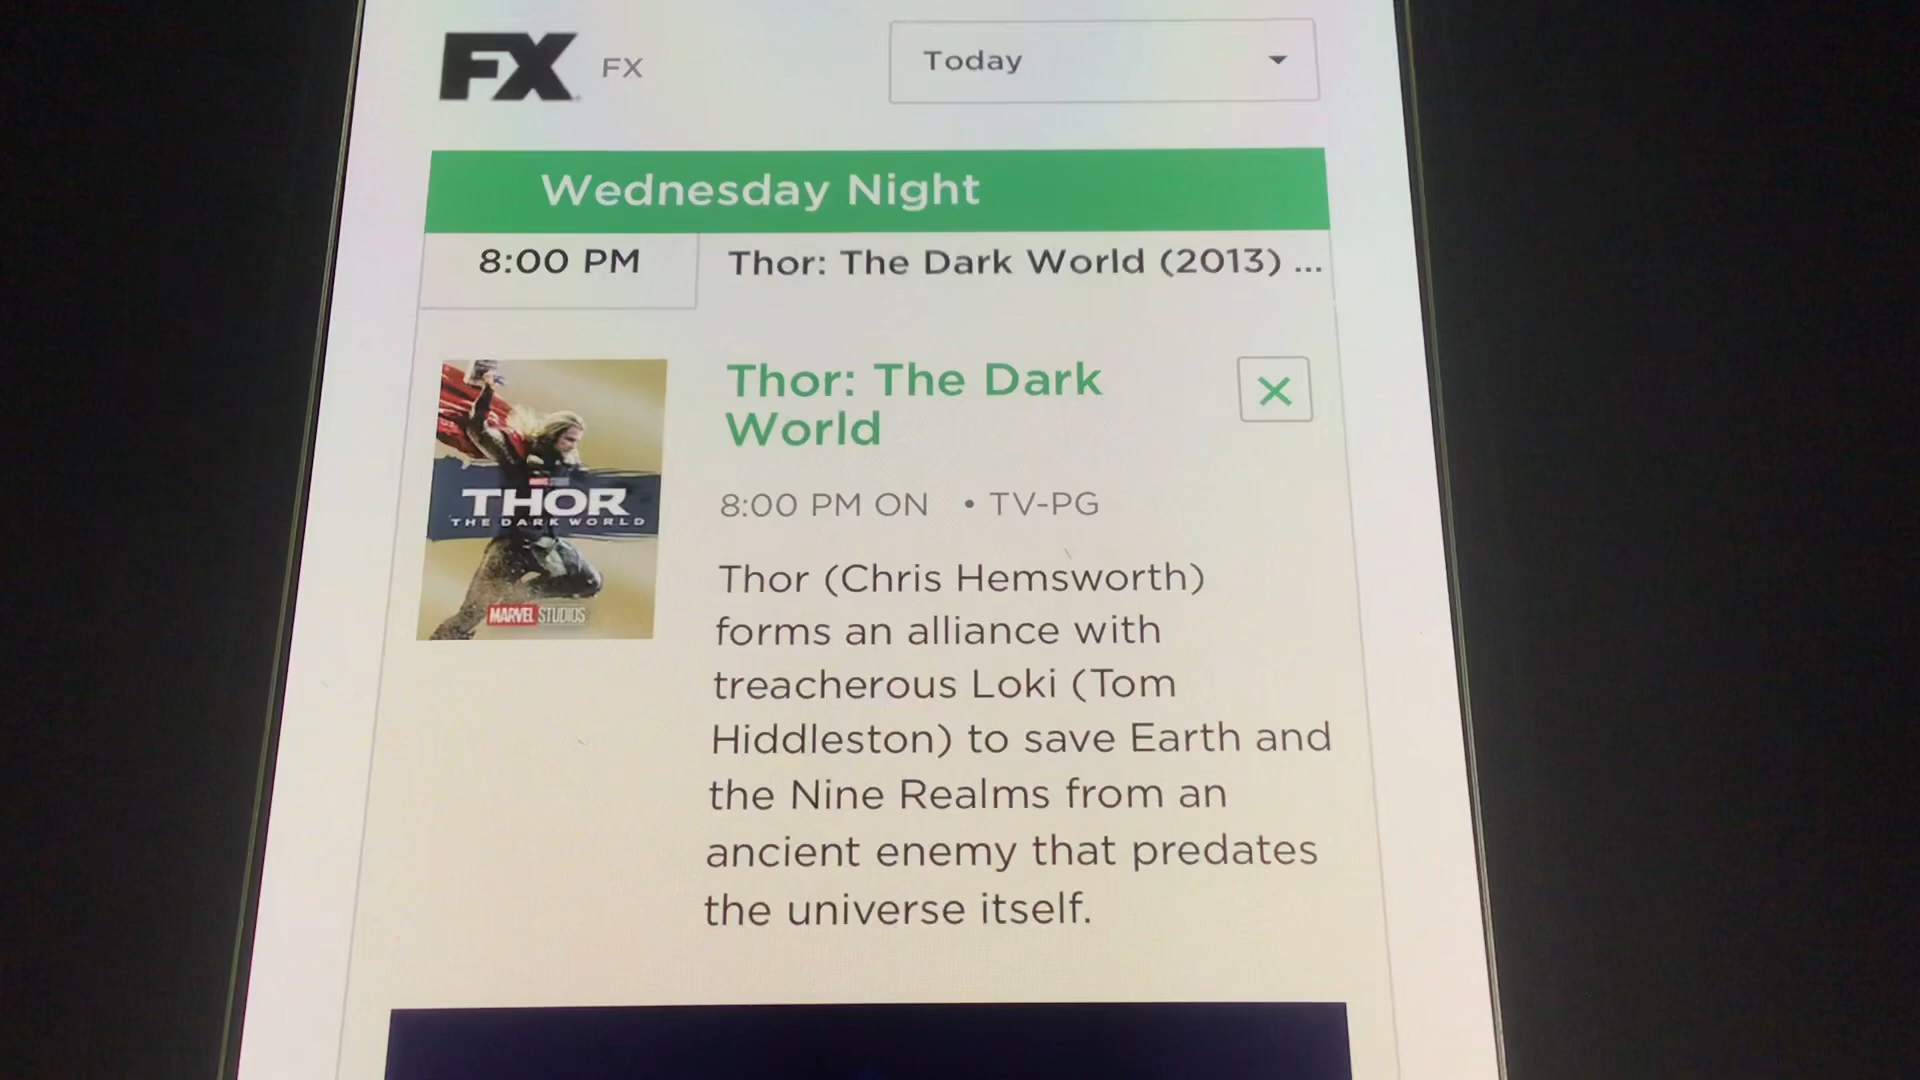 FX FX Today
Wednesday Night
8:00 PM Thor: The Dark World (2013) ...
Thor: The Dark
World
8:00 PM ON • TV-PG
Thor (Chris Hemsworth)
forms an alliance with
treacherous Loki (Tom
Hiddleston) to save Earth and
the Nine Realms from an
ancient enemy that predates
the universe itself.
THOR
THE DARK WORLD
MARVEL STUDIOS